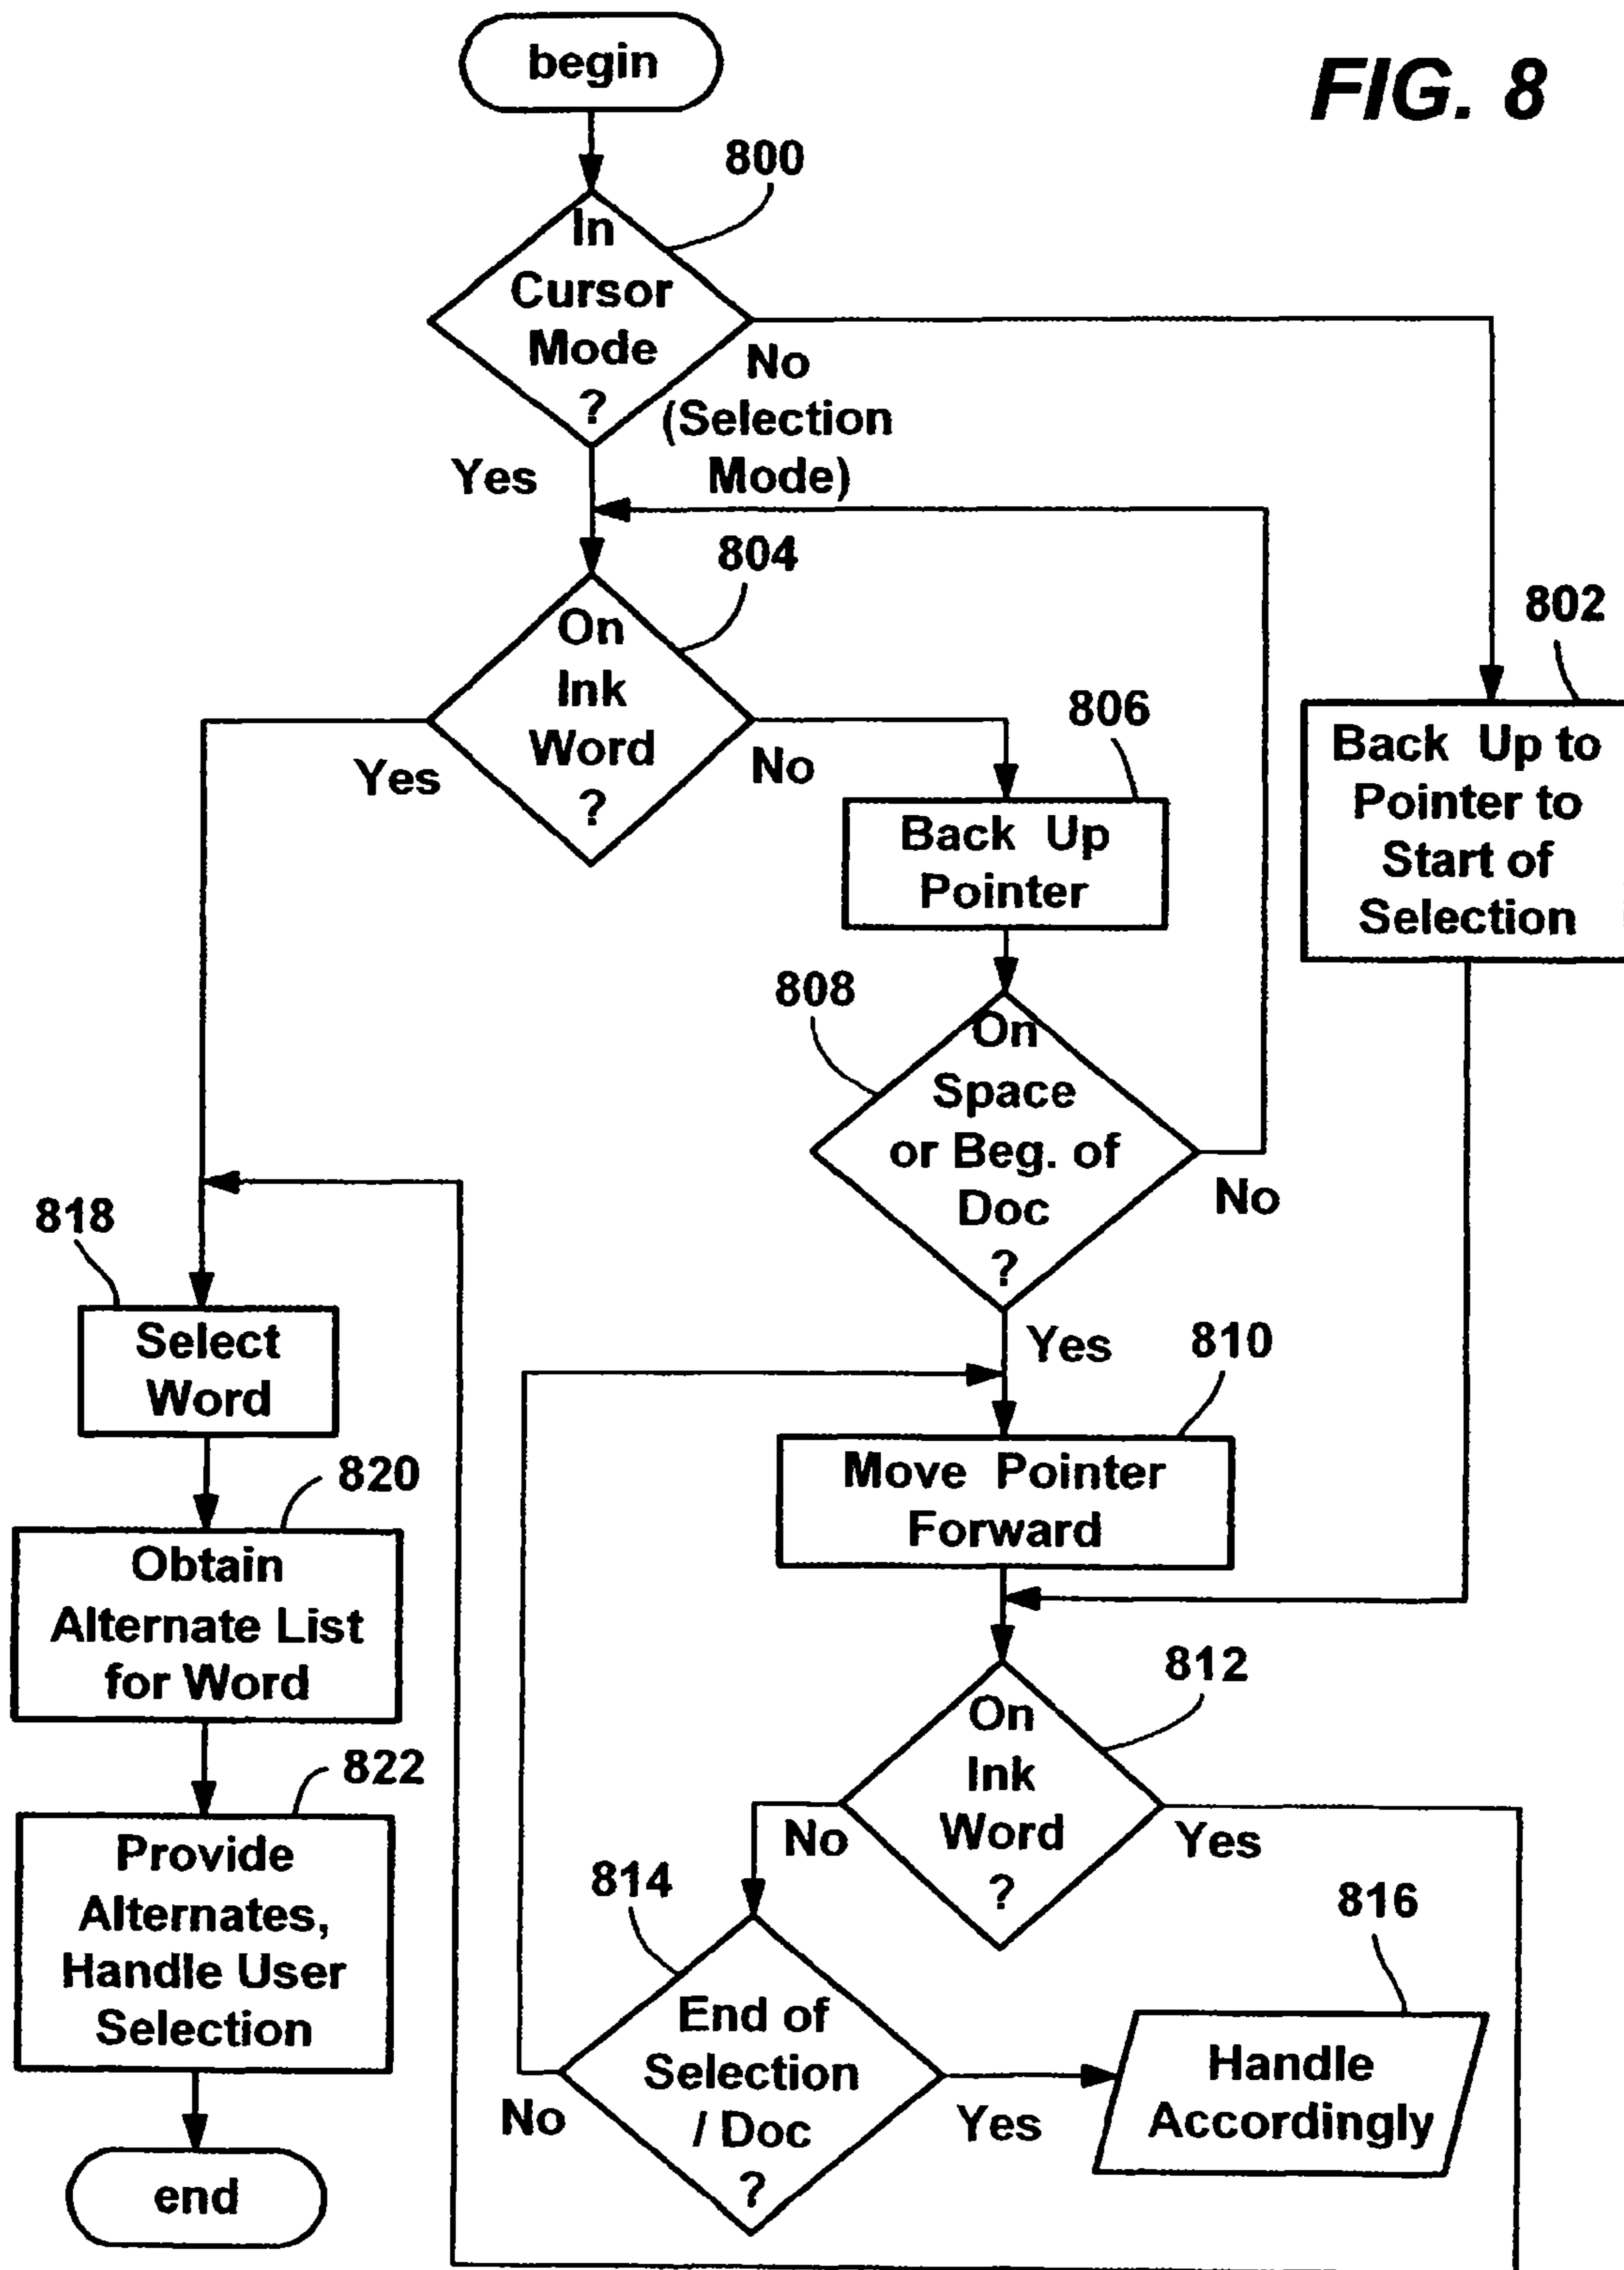 FIG. 8
begin
800
In
Cursor
Mode
?
No
(Selection
Mode)
Yes
804
On
Ink
Word
?
Yes
No
802
Back Up to
Pointer to
Start of
Selection
806
Back Up
Pointer
808
On
Space
or Beg. of
Doc
?
No
Yes
818
Select
Word
810
Move Pointer
Forward
820
Obtain
Alternate List
for Word
812
On
Ink
Word
?
No
Yes
822
Provide
Alternates,
Handle User
Selection
814
End of
Selection
/ Doc
?
No
Yes
816
Handle
Accordingly
end